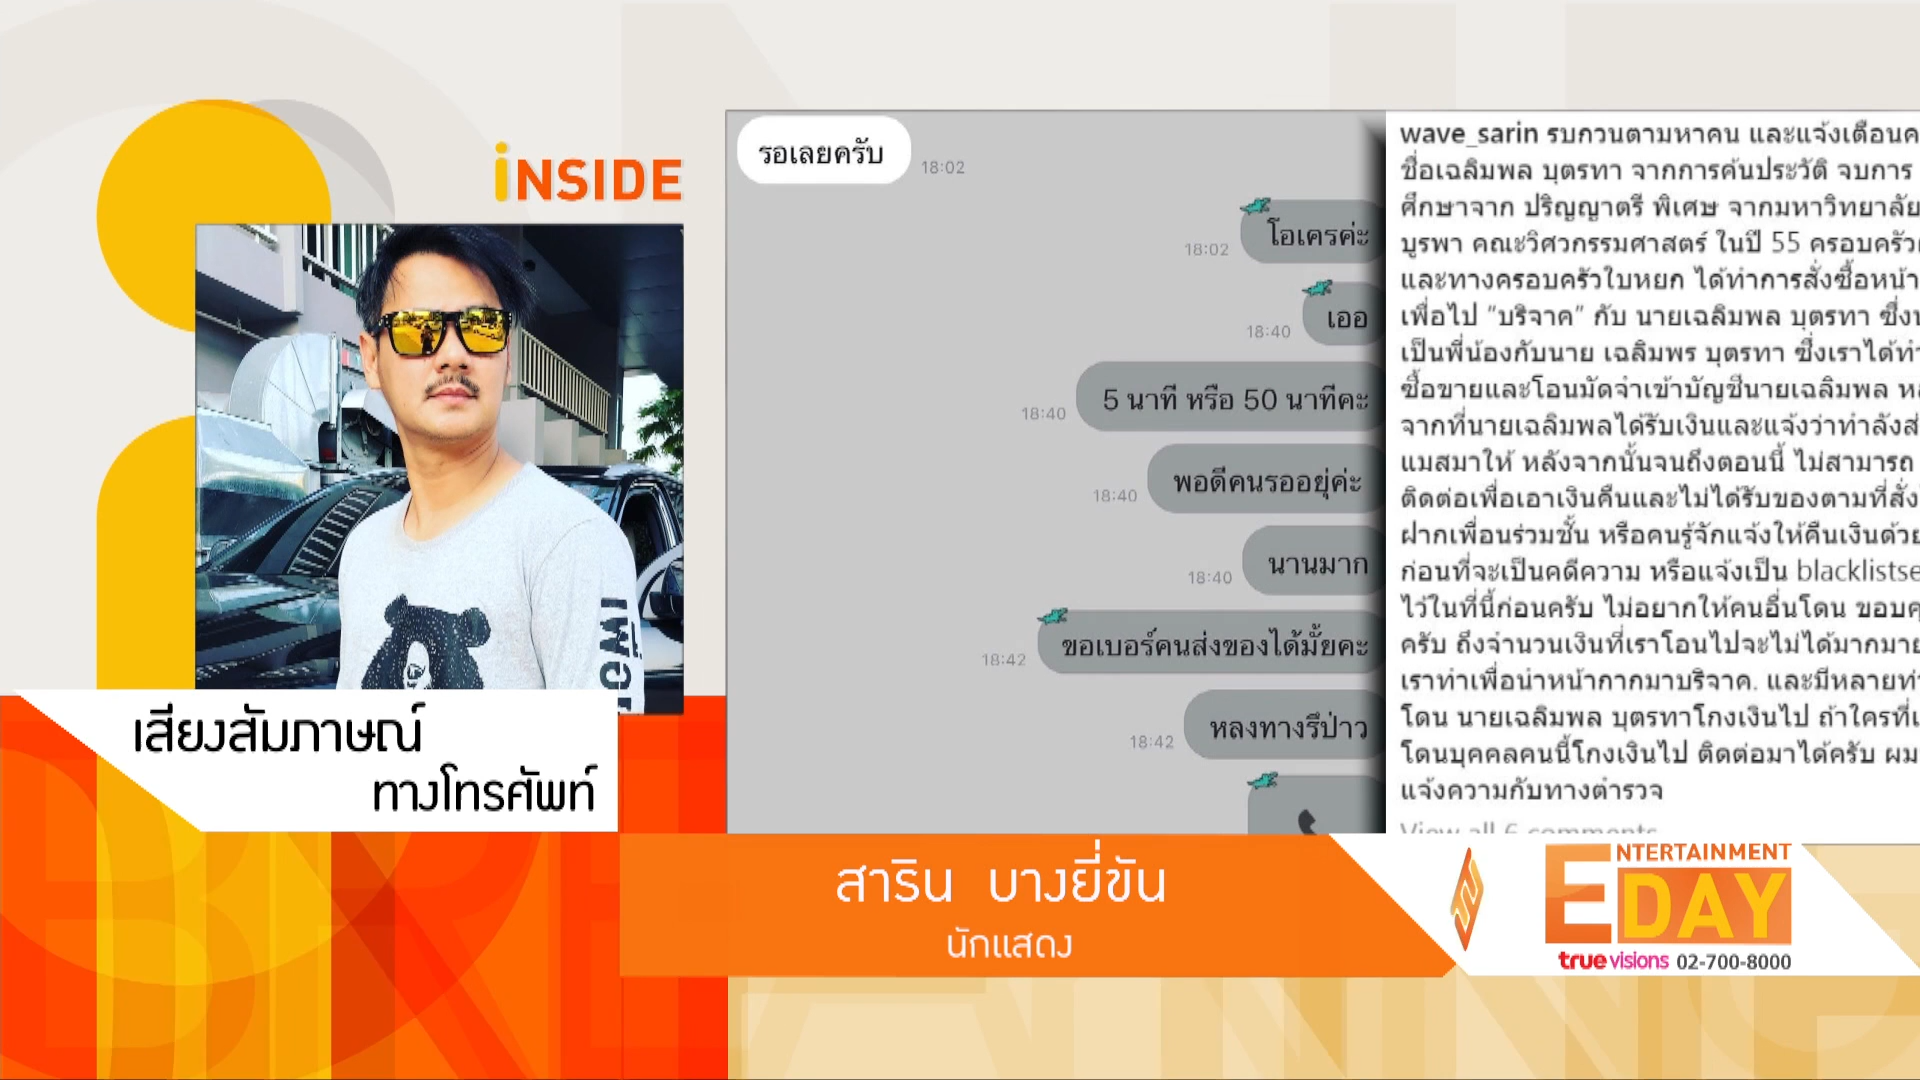 iNSIDE
เสียงสัมภาษณ์
ทางโทรศัพท์
รอเลยครับ
18:02
โอเครค่ะ
18:02
เออ
18:40
5 นาที หรือ 50 นาทีคะ
18:40
พอดีคนรออยุ่ค่ะ
18:40
นานมาก
18:40
ขอเบอร์คนส่งของได้มั้ยคะ
18:42
หลงทางรึป่าว
18:42
wave_sarin รบกวนตามหาคน และแจ้งเตือนค
ชื่อเฉลิมพล บุตรทา จากการค้นประวัติ จบการ
ศึกษาจาก ปริญญาตรี พิเศษ จากมหาวิทยาลัย
บูรพา คณะวิศวกรรมศาสตร์ ในปี 55 ครอบครัว
และทางครอบครัวใบหยก ได้ทำการสั่งซื้อหน้า
เพื่อไป “บริจาค” กับ นายเฉลิมพล บุตรทา ซึ่ง
เป็นพี่น้องกับนาย เฉลิมพร บุตรทา ซึ่งเราได้ทำ
ซื้อขายและโอนมัดจำเข้าบัญชีนายเฉลิมพล
จากที่นายเฉลิมพลได้รับเงินและแจ้งว่ากำลังส่
แมสมาให้ หลังจากนั้นจนถึงตอนนี้ ไม่สามารถ
ติดต่อเพื่อเอาเงินคืนและไม่ได้รับของตามที่สั่ง
ฝากเพื่อนร่วมชั้น หรือคนรู้จักแจ้งให้คืนเงินด้วย
ก่อนที่จะเป็นคดีความ หรือแจ้งเป็น blacklistse
ไว้ในที่นี้ก่อนครับ ไม่อยากให้คนอื่นโดน ขอบคุ
ครับ ถึงจำนวนเงินที่เราโอนไปจะไม่ได้มากมาย
เราทำเพื่อนำหน้ากากมาบริจาค. และมีหลายท่า
โดน นายเฉลิมพล บุตรทาโกงเงินไป ถ้าใครที่
โดนบุคคลคนนี้โกงเงินไป ติดต่อมาได้ครับ ผม
แจ้งความกับทางตำรวจ
View all 6 comments
สาริน บางยี่ขัน
นักแสดง
ENTERTAINMENT
DAY
truevisions 02-700-8000